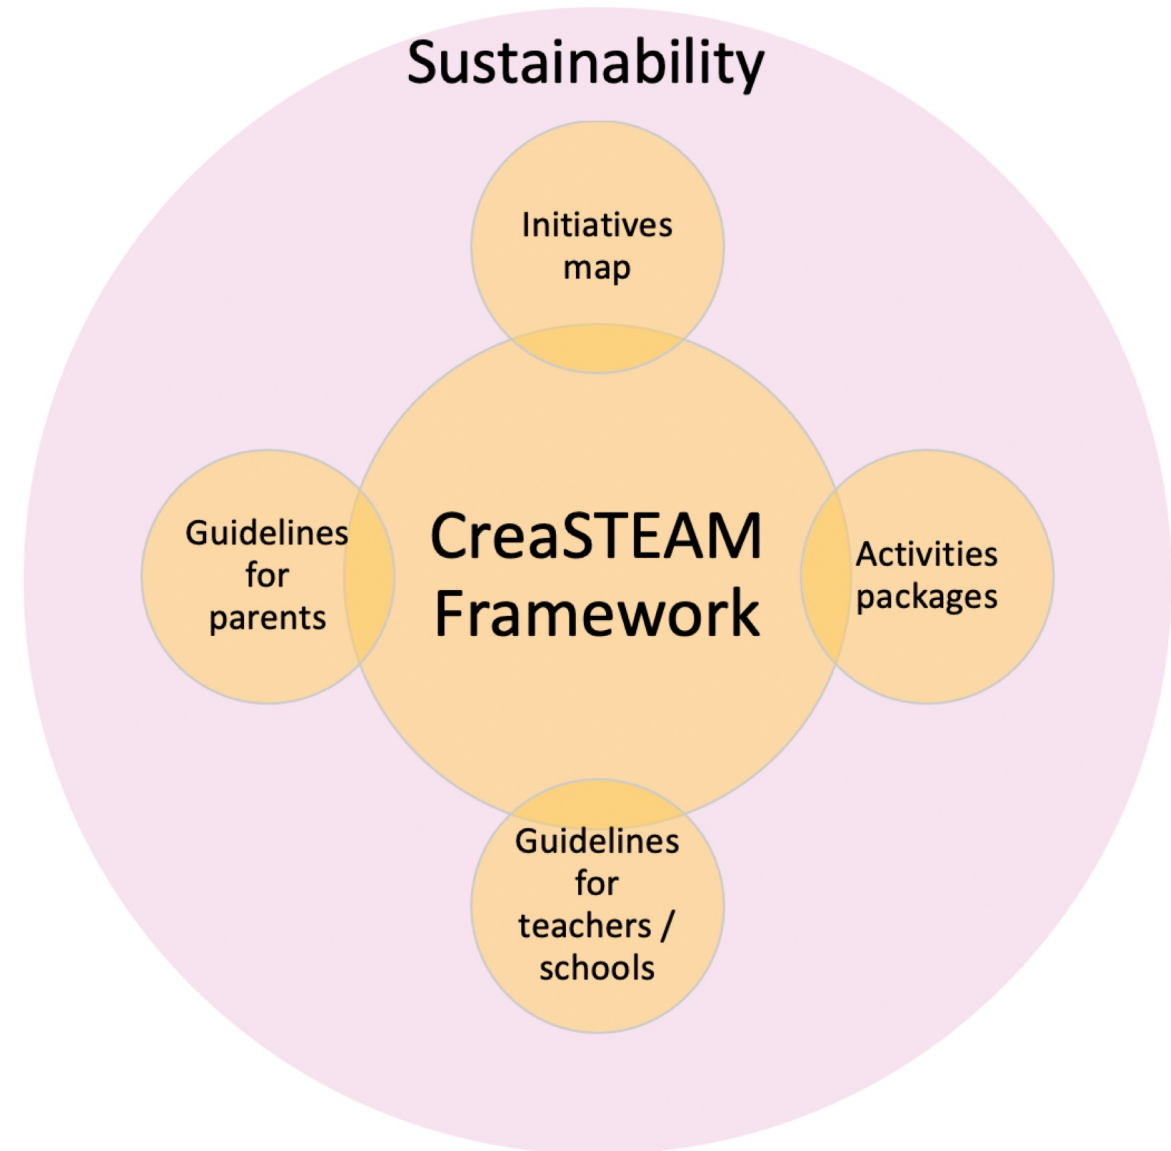 Sustainability
Initiatives
map
Guidelines
for
parents
CreaSTEAM
Framework
Activities
packages
Guidelines
for
teachers /
schools